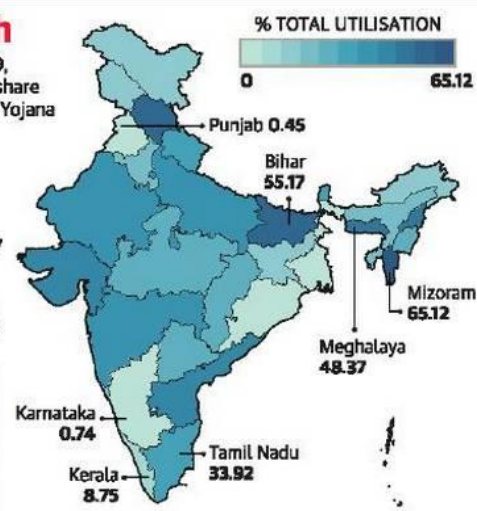 h
9,
share
Yojana
% TOTAL UTILISATION
0 65.12
Punjab 0.45
Bihar
55.17
Mizoram
65.12
Meghalaya
48.37
Karnataka
0.74
Tamil Nadu
33.92
Kerala
8.75